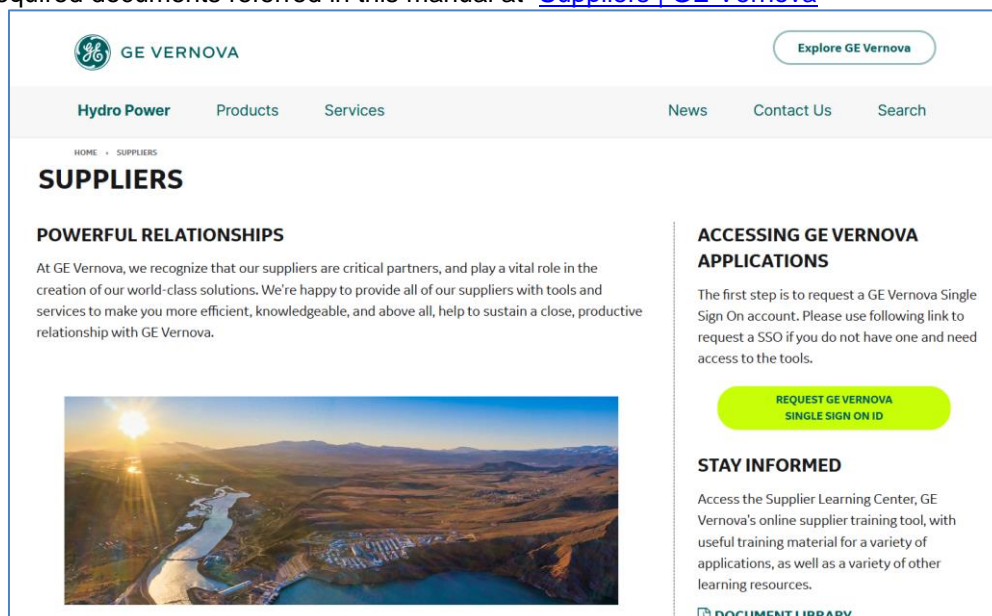 equired documents referred in this manual at Suppliers | GE Vernova
GE VERNOVA
Explore GE Vernova
Hydro Power Products Services News Contact Us Search
HOME SUPPLIERS
SUPPLIERS
POWERFUL RELATIONSHIPS
At GE Vernova, we recognize that our suppliers are critical partners, and play a vital role in the
creation of our world-class solutions. We're happy to provide all of our suppliers with tools and
services to make you more efficient, knowledgeable, and above all, help to sustain a close, productive
relationship with GE Vernova.
ACCESSING GE VERNOVA
APPLICATIONS
The first step is to request a GE Vernova Single
Sign On account. Please use following link to
request a SSO if you do not have one and need
access to the tools.
REQUEST GE VERNOVA
SINGLE SIGN ON ID
STAY INFORMED
Access the Supplier Learning Center, GE
Vernova's online supplier training tool, with
useful training material for a variety of
applications, as well as a variety of other
learning resources.
DOCUMENT LIBRARY